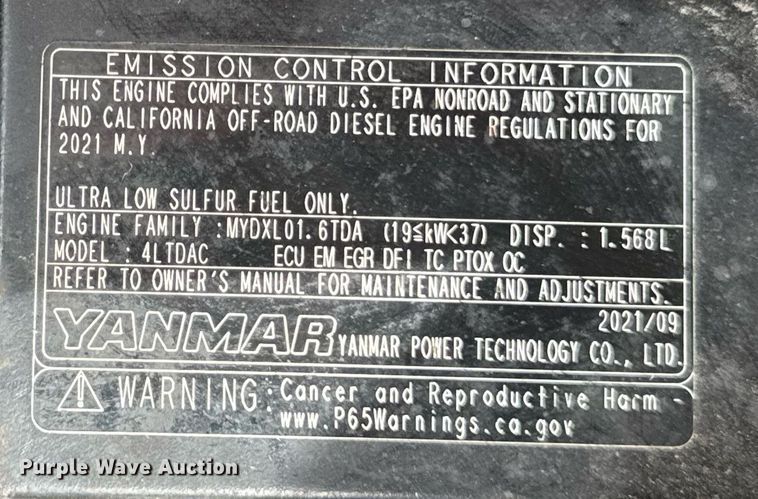 EMISSION CONTROL INFORMATION
THIS ENGINE COMPLIES WITH U.S. EPA NONROAD AND STATIONARY
AND CALIFORNIA OFF-ROAD DIESEL ENGINE REGULATIONS FOR
2021 M.Y.
ULTRA LOW SULFUR FUEL ONLY.
ENGINE FAMILY : MYDXL01.6TDA (19≦kW<37) DISP. : 1.568L
MODEL : 4LTDAC ECU EM EGR DFI TC PTOX OC
REFER TO OWNER'S MANUAL FOR MAINTENANCE AND ADJUSTMENTS.
2021/09
YANMAR YANMAR POWER TECHNOLOGY CO., LTD.
WARNING: Cancer and Reproductive Harm -
www.P65Warnings.ca.gov
Purple Wave Auction